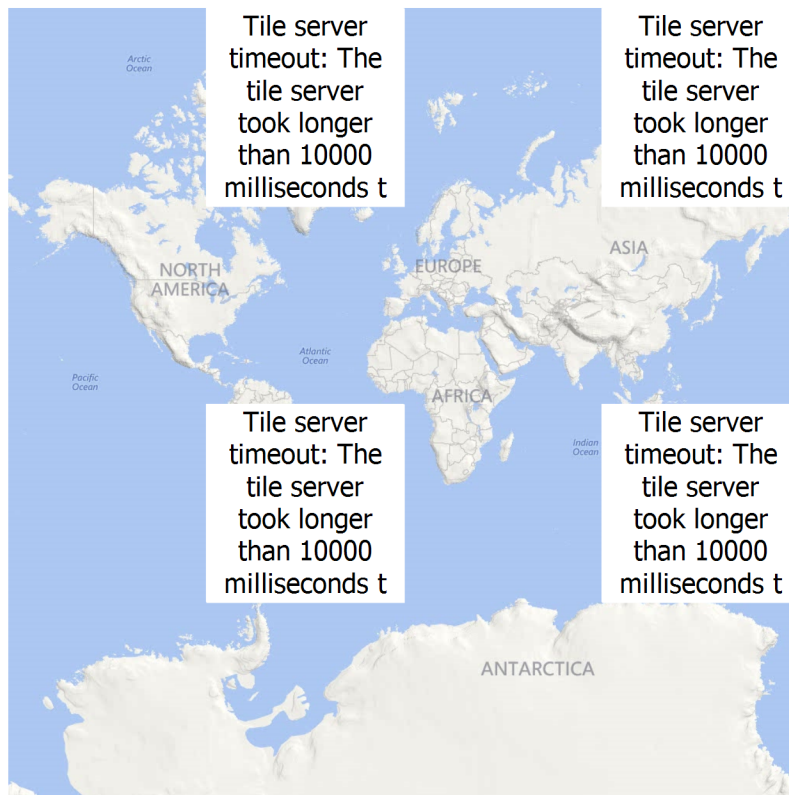 Tile server
timeout: The
tile server
took longer
than 10000
milliseconds t
Tile server
timeout: The
tile server
took longer
than 10000
milliseconds t
Arctic
Ocean
NORTH
AMERICA
EUROPE
ASIA
Atlantic
Ocean
Pacific
Ocean
AFRICA
Tile server
timeout: The
tile server
took longer
than 10000
milliseconds t
Indian
Ocean
Tile server
timeout: The
tile server
took longer
than 10000
milliseconds t
ANTARCTICA